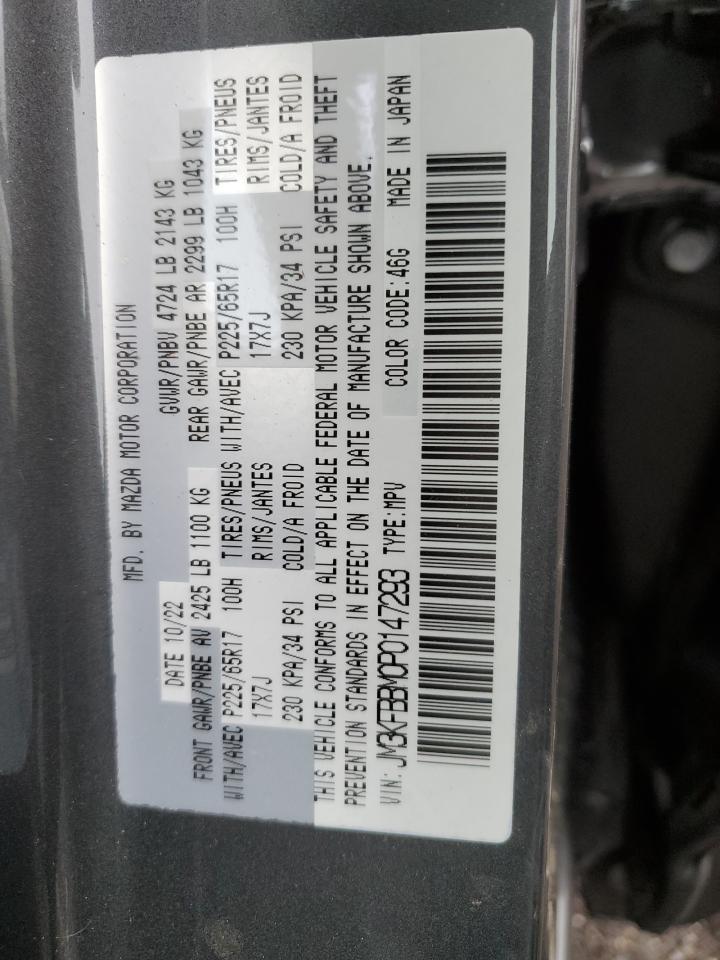 MFD. BY MAZDA MOTOR CORPORATION
DATE 10/22 GVWR/PNBV 4724 LB 2143 KG
FRONT GAWR/PNBE AV 2425 LB 1100 KG REAR GAWR/PNBE AR 2299 LB 1043 KG
WITH/AVEC P225/65R17 100H TIRES/PNEUS WITH/AVEC P225/65R17 100H TIRES/PNEUS
17X7J RIMS/JANTES 17X7J RIMS/JANTES
230 KPA/34 PSI COLD/A FROID 230 KPA/34 PSI COLD/A FROID
THIS VEHICLE CONFORMS TO ALL APPLICABLE FEDERAL MOTOR VEHICLE SAFETY AND THEFT
PREVENTION STANDARDS IN EFFECT ON THE DATE OF MANUFACTURE SHOWN ABOVE.
VIN: JM3KFBBM0P0147293 TYPE:MPV COLOR CODE:46G MADE IN JAPAN